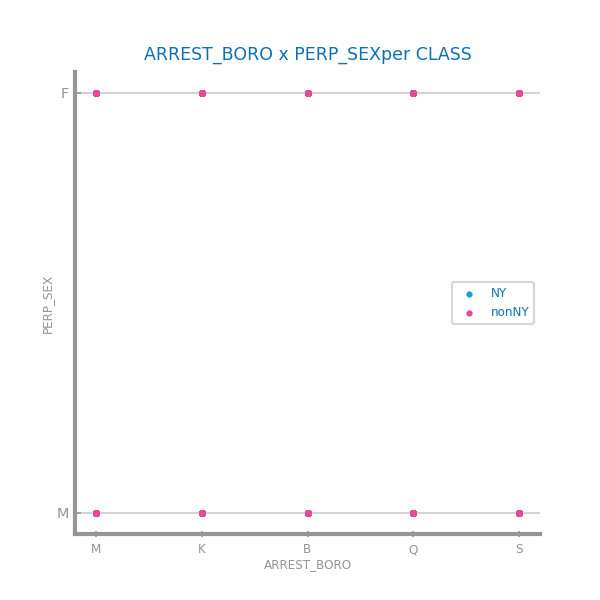 ARREST_BORO x PERP_SEXper CLASS
F
PERP_SEX
NY
nonNY
M
M K B Q S
ARREST_BORO